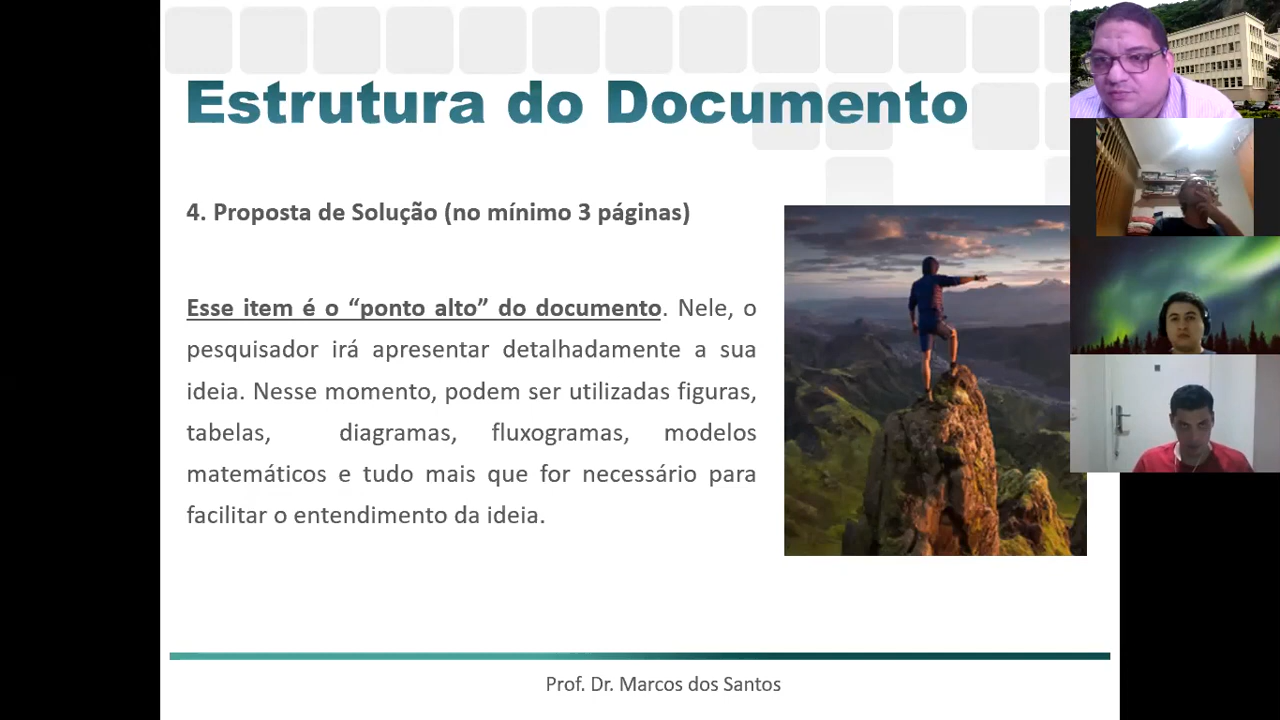 Estrutura do Documento
4. Proposta de Solução (no mínimo 3 páginas)
Esse item é o “ponto alto” do documento. Nele, o
pesquisador irá apresentar detalhadamente a sua
ideia. Nesse momento, podem ser utilizadas figuras,
tabelas, diagramas, fluxogramas, modelos
matemáticos e tudo mais que for necessário para
facilitar o entendimento da ideia.
Prof. Dr. Marcos dos Santos